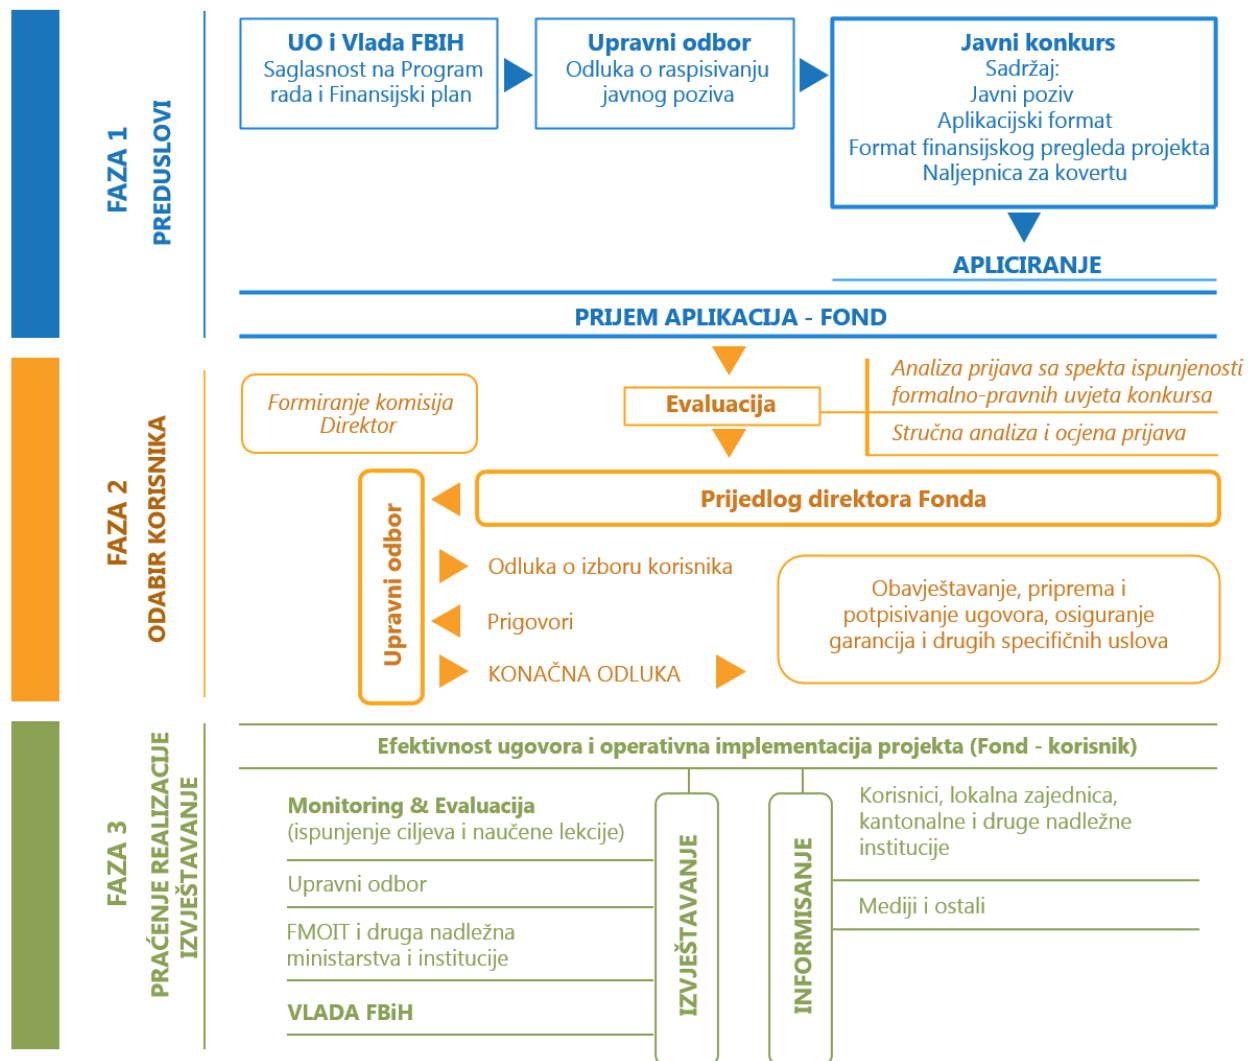 FAZA 1
PREDUSLOVI
UO i Vlada FBIH
Saglasnost na Program
rada i Finansijski plan
Upravni odbor
Odluka o raspisivanju
javnog poziva
Javni konkurs
Sadržaj:
Javni poziv
Aplikacijski format
Format finansijskog pregleda projekta
Naljepnica za kovertu
APLICIRANJE
PRIJEM APLIKACIJA - FOND
FAZA 2
ODABIR KORISNIKA
Formiranje komisija
Direktor
Evaluacija
Analiza prijava sa spekta ispunjenosti
formalno-pravnih uvjeta konkursa
Stručna analiza i ocjena prijava
Prijedlog direktora Fonda
Upravni odbor
Odluka o izboru korisnika
Prigovori
KONAČNA ODLUKA
Obavještavanje, priprema i
potpisivanje ugovora, osiguranje
garancija i drugih specifičnih uslova
FAZA 3
PRAĆENJE REALIZACIJE
IZVJEŠTAVANJE
Efektivnost ugovora i operativna implementacija projekta (Fond - korisnik)
Monitoring & Evaluacija
(ispunjenje ciljeva i naučene lekcije)
Upravni odbor
FMOIT i druga nadležna
ministarstva i institucije
VLADA FBiH
IZVJEŠTAVANJE
INFORMISANJE
Korisnici, lokalna zajednica,
kantonalne i druge nadležne
institucije
Mediji i ostali